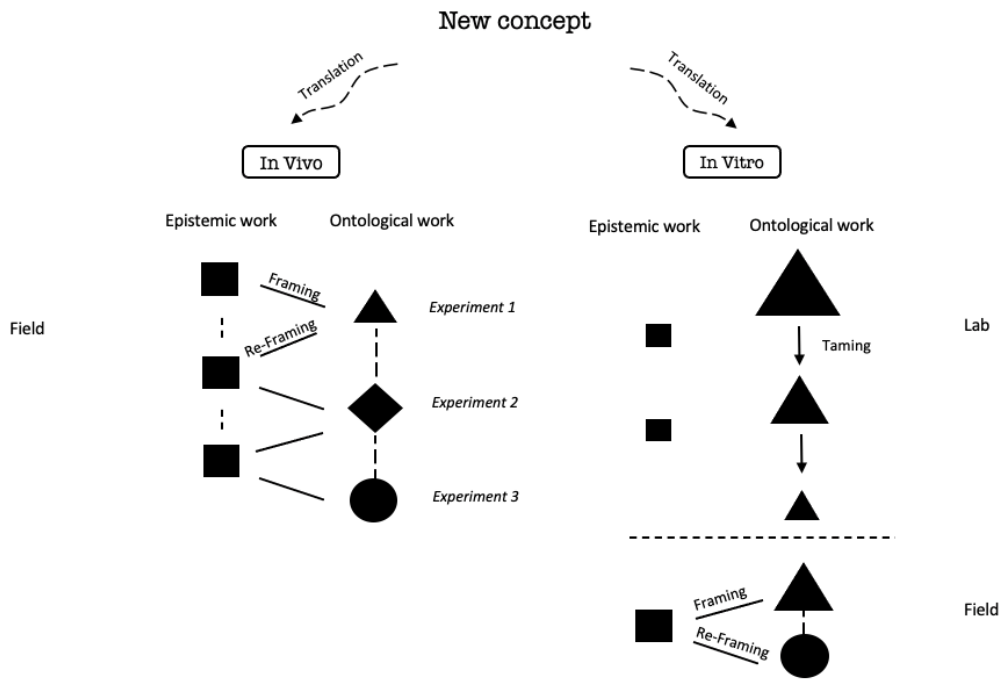 New concept
Translation
Translation
In Vivo
In Vitro
Epistemic work
Ontological work
Epistemic work
Ontological work
Framing
Experiment 1
Field
Re-Framing
Lab
Taming
Experiment 2
Experiment 3
Framing
Field
Re-Framing